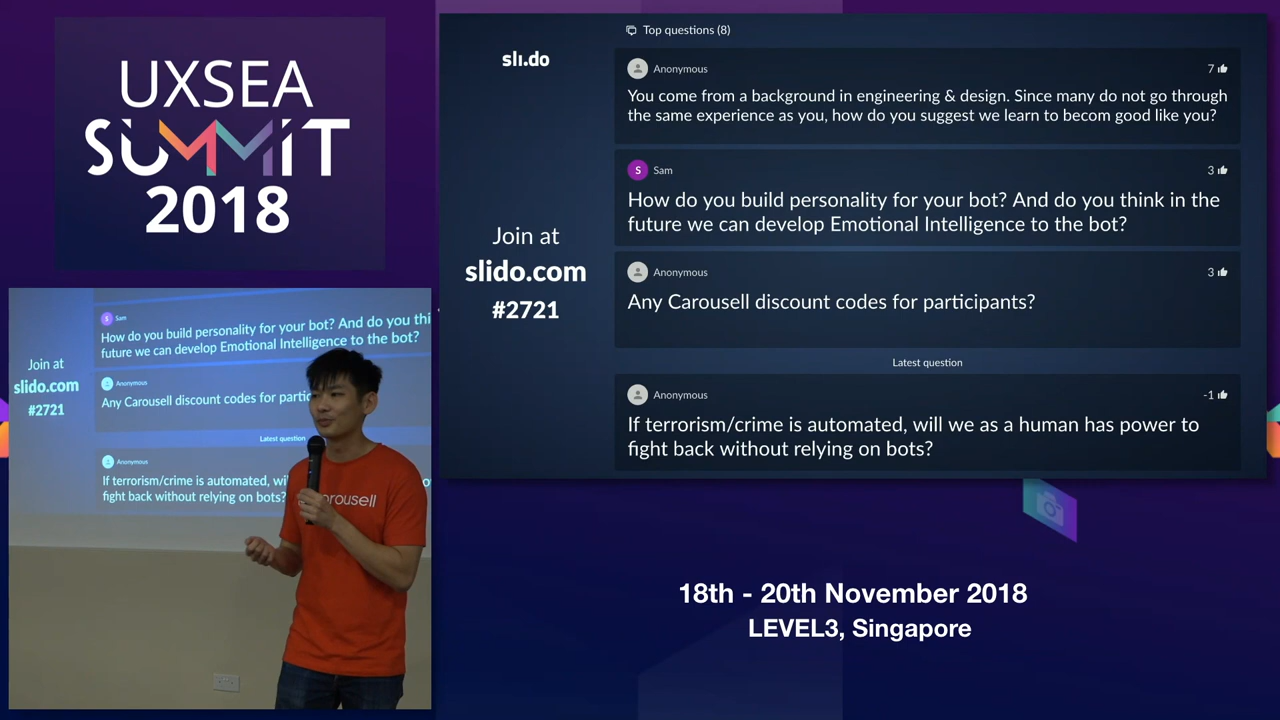 UXSEA
SUMMIT
2018
sli.do
Join at
slido.com
#2721
Top questions (8)
Anonymous
7
You come from a background in engineering & design. Since many do not go through
the same experience as you, how do you suggest we learn to becom good like you?
S
Sam
3
How do you build personality for your bot? And do you think in the
future we can develop Emotional Intelligence to the bot?
Anonymous
3
Any Carousell discount codes for participants?
Latest question
Anonymous
-1
If terrorism/crime is automated, will we as a human has power to
fight back without relying on bots?
S
Sam
How do you build personality for your bot? And do you thi
future we can develop Emotional Intelligence to the bot?
Join at
slido.com
#2721
Anonymous
Any Carousell discount codes for partic
Latest question
Anonymous
If terrorism/crime is automated, wil
fight back without relying on bots?
rousell
18th - 20th November 2018
LEVEL3, Singapore